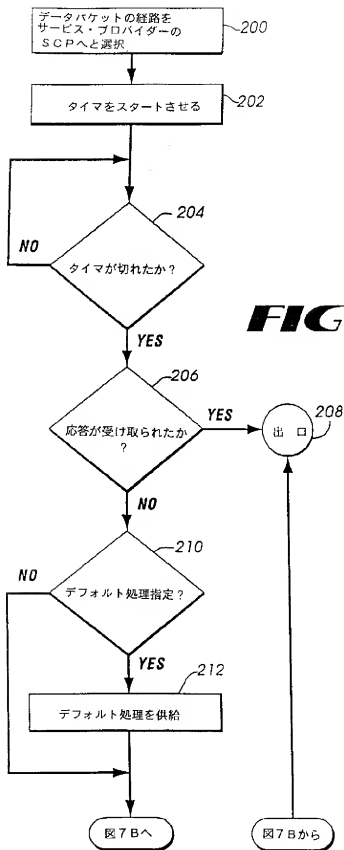 データパケットの経路を
サービス・プロバイダーの
SCPへと選択
200
タイマをスタートさせる
202
204
NO
タイマが切れたか?
YES
FIG
206
応答が受け取られたか
?
YES
208
出 口
NO
210
NO
デフォルト処理指定?
YES
212
デフォルト処理を供給
図7Bへ
図7Bから